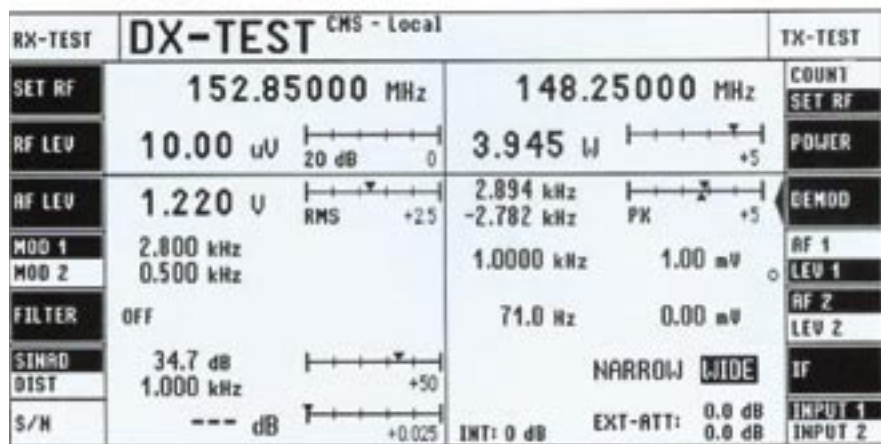 RX-TEST
DX-TEST CMS - Local
TX-TEST
SET RF
152.85000 MHz
148.25000 MHz
COUNT
SET RF
RF LEV
10.00 uV
20 dB 0
3.945 W
+5
POWER
AF LEV
1.220 V
RMS +25
2.894 kHz
-2.782 kHz
PK +5
DEMOD
MOD 1
MOD 2
2.800 kHz
0.500 kHz
1.0000 kHz 1.00 mV
AF 1
LEV 1
FILTER
OFF
71.0 Hz 0.00 mV
AF 2
LEV 2
SINAD
DIST
34.7 dB
1.000 kHz
+50
NARROW WIDE
IF
S/N
--- dB
+0.025
INT: 0 dB
EXT-ATT:
0.0 dB
0.0 dB
INPUT 1
INPUT 2